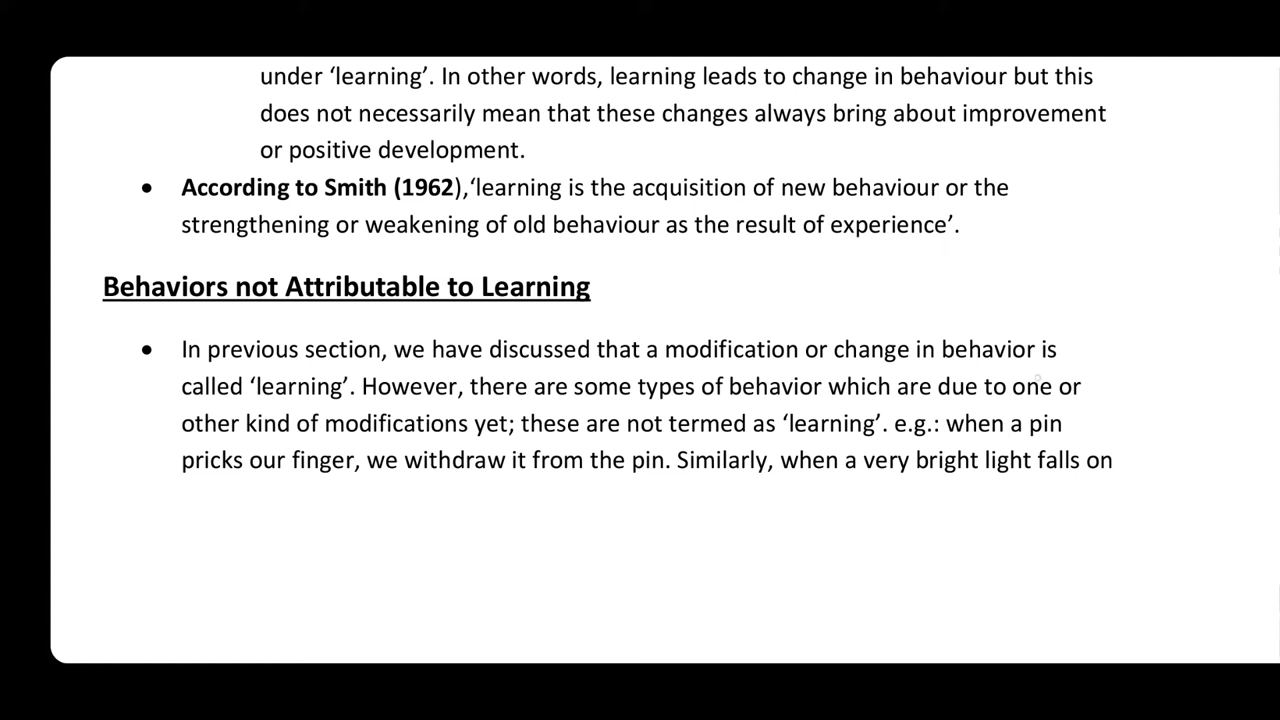 under ‘learning’. In other words, learning leads to change in behaviour but this
does not necessarily mean that these changes always bring about improvement
or positive development.
• According to Smith (1962),‘learning is the acquisition of new behaviour or the
strengthening or weakening of old behaviour as the result of experience’.
Behaviors not Attributable to Learning
• In previous section, we have discussed that a modification or change in behavior is
called ‘learning’. However, there are some types of behavior which are due to one or
other kind of modifications yet; these are not termed as ‘learning’. e.g.: when a pin
pricks our finger, we withdraw it from the pin. Similarly, when a very bright light falls on